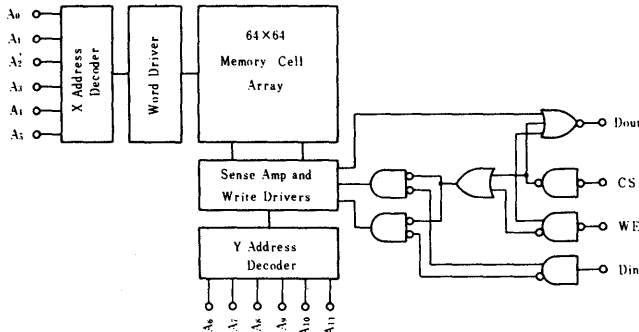 A0
A1
A2
A3
A4
A5
X Address
Decoder
Word Driver
64×64
Memory Cell
Array
Sense Amp and
Write Drivers
Y Address
Decoder
A6
A7
A8
A9
A10
A11
Dout
CS
WE
Din